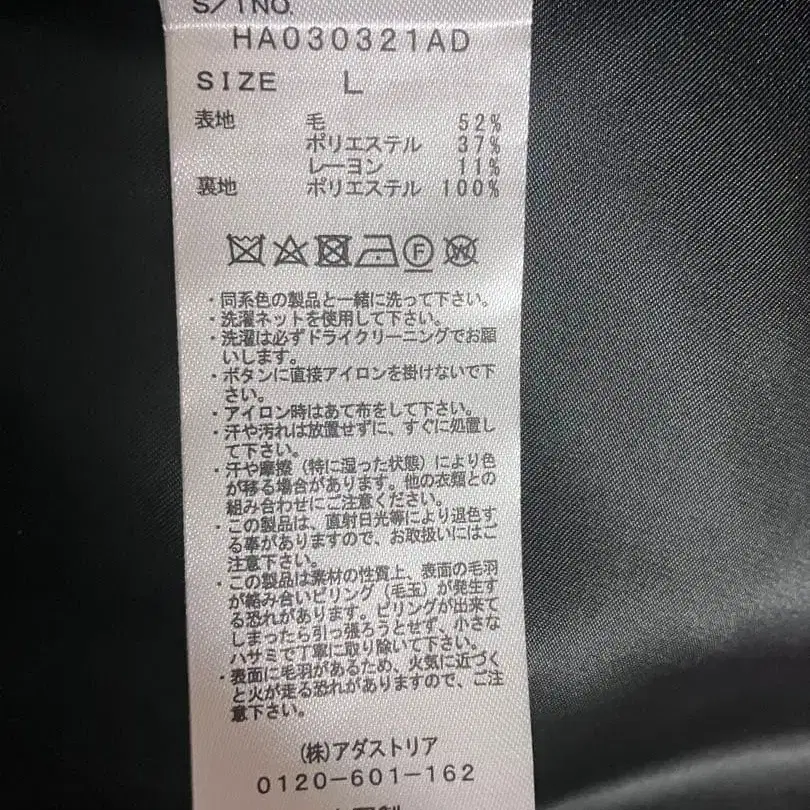 S/TNO.
HA030321AD
SIZE L
表地 毛 52%
ポリエステル 37%
レーヨン 11%
裏地 ポリエステル 100%
F W
・同系色の製品と一緒に洗って下さい。
・洗濯ネットを使用して下さい。
・洗濯は必ずドライクリーニングでお願
いします。
・ボタンに直接アイロンを掛けないで下
さい。
・アイロン時はあて布をして下さい。
・汗や汚れは放置せずに、すぐに処置し
て下さい。
・汗や摩擦（特に湿った状態）により色
が移る場合があります。他の衣類との
組み合わせにご注意ください。
・この製品は、直射日光等により退色す
る事がありますので、お取扱いにはご
注意下さい。
・この製品は素材の性質上、表面の毛羽
が絡み合いピリング（毛玉）が発生す
る恐れがあります。ピリングが出来て
しまったら引っ張ろうとせず、小さな
ハサミで丁寧に取り除いて下さい。
・表面に毛羽があるため、火気に近づく
と火が走る恐れがありますので、ご注
意下さい。
(株)アダストリア
0120-601-162